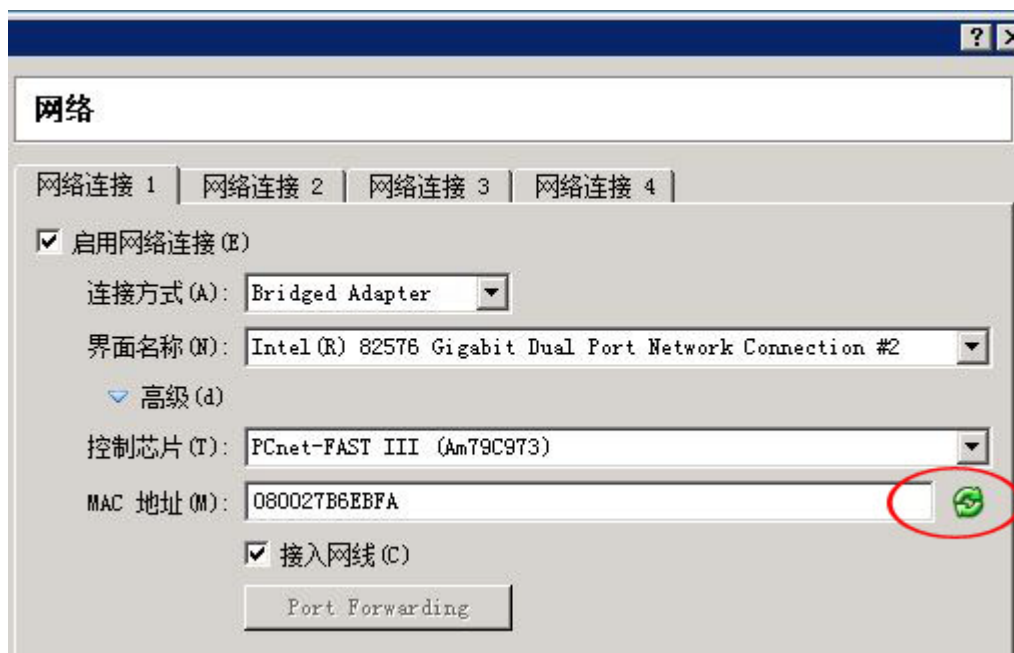 网络
网络连接 1 网络连接 2 网络连接 3 网络连接 4
启用网络连接(E)
连接方式(A): Bridged Adapter
界面名称(N): Intel(R) 82576 Gigabit Dual Port Network Connection #2
高级(d)
控制芯片(T): PCnet-FAST III (Am79C973)
MAC 地址(M): 080027B6EBFA
接入网线(C)
Port Forwarding